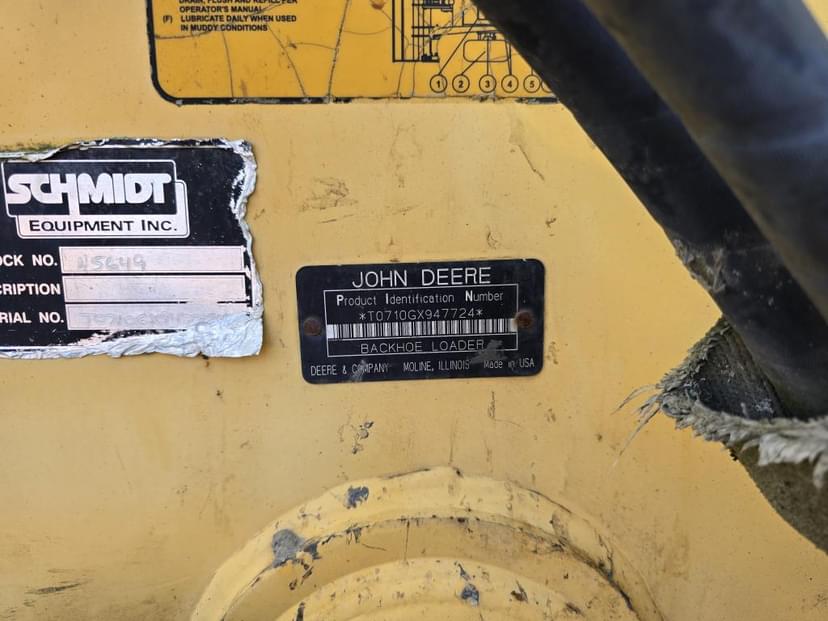 DRAIN, FLUSH AND REFILL PER
OPERATOR'S MANUAL
(F) LUBRICATE DAILY WHEN USED
IN MUDDY CONDITIONS
1 2 3 4 5
SCHMIDT
EQUIPMENT INC.
OCK NO.
CRIPTION
RIAL NO.
JOHN DEERE
Product Identification Number
*T0710GX947724*
BACKHOE LOADER
DEERE & COMPANY MOLINE, ILLINOIS Made in USA